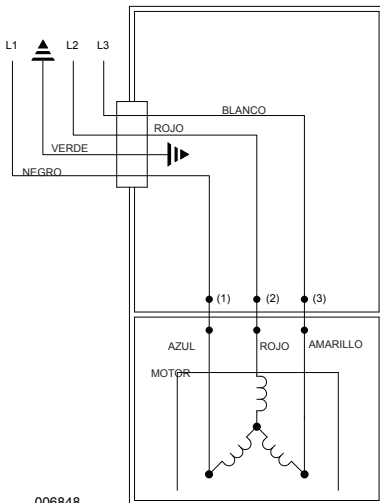 L1 L2 L3
BLANCO
ROJO
VERDE
NEGRO
(1) (2) (3)
AZUL ROJO AMARILLO
MOTOR
006848